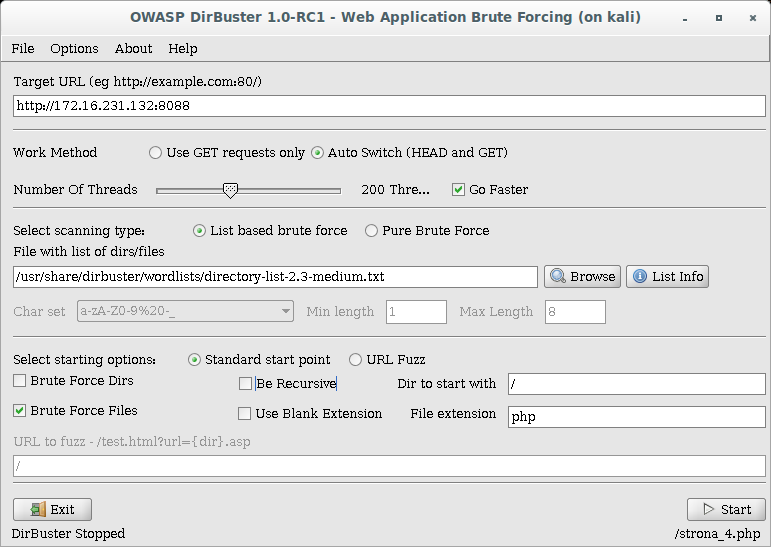 OWASP DirBuster 1.0-RC1 - Web Application Brute Forcing (on kali)
File Options About Help
Target URL (eg http://example.com:80/)
http://172.16.231.132:8088
Work Method Use GET requests only Auto Switch (HEAD and GET)
Number Of Threads 200 Thre... Go Faster
Select scanning type: List based brute force Pure Brute Force
File with list of dirs/files
/usr/share/dirbuster/wordlists/directory-list-2.3-medium.txt Browse List Info
Char set a-zA-Z0-9%20-_ Min length 1 Max Length 8
Select starting options: Standard start point URL Fuzz
Brute Force Dirs Be Recursive Dir to start with /
Brute Force Files Use Blank Extension File extension php
URL to fuzz - /test.html?url={dir}.asp
/
Exit Start
DirBuster Stopped /strona_4.php